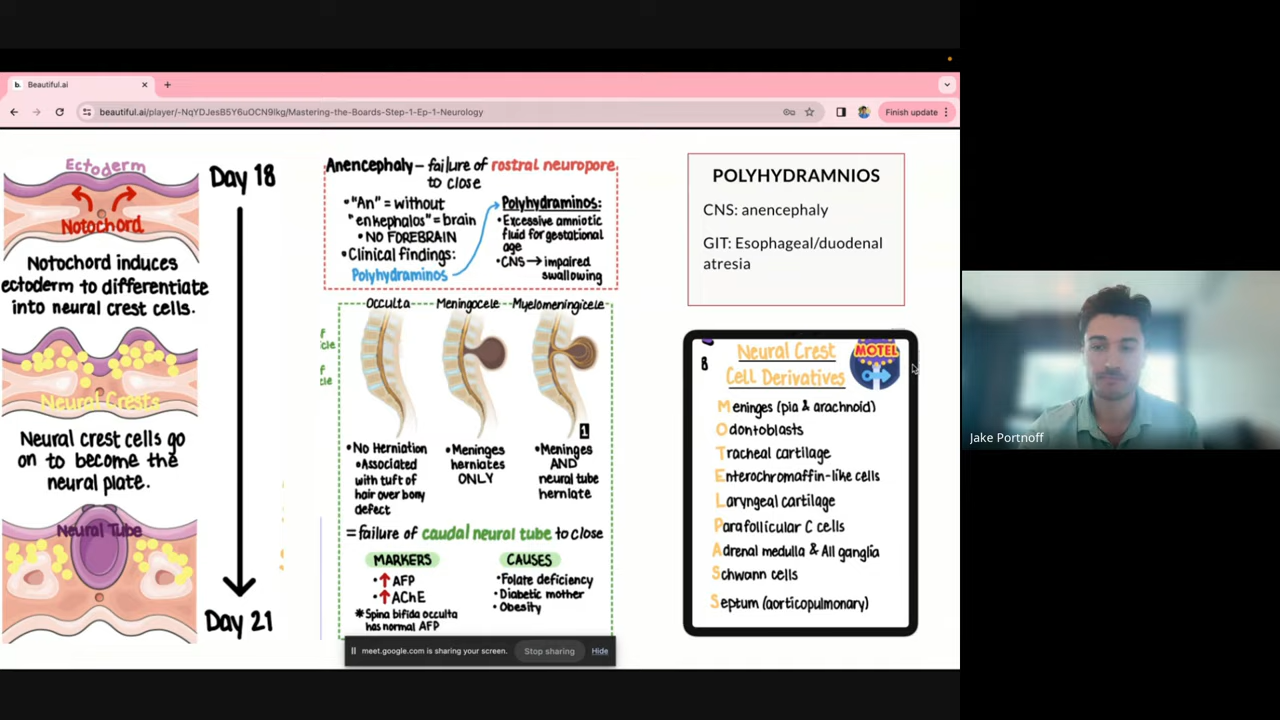 Beautiful.ai
beautiful.ai/player/-NqYDJesB5Y6uOCN9lkg/Mastering-the-Boards-Step-1-Ep-1-Neurology
Finish update
Ectoderm
Notochord
Notochord induces
ectoderm to differentiate
into neural crest cells.
Neural Crests
Neural crest cells go
on to become the
neural plate.
Neural Tube
Day 18
Day 21
Anencephaly – failure of rostral neuropore
to close
• "An" = without
"enkephalos" = brain
• NO FOREBRAIN
• Clinical findings:
Polyhydraminos
Polyhydraminos:
• Excessive amniotic
fluid for gestational
age
• CNS → impaired
swallowing
Occulta
Meningocele
Myelomeningicele
1
• No Herniation
• Associated
with tuft of
hair over bony
defect
• Meninges
herniates
ONLY
• Meninges
AND
neural tube
herniate
= failure of caudal neural tube to close
MARKERS
• ↑ AFP
• ↑ AChE
* Spina bifida occulta
has normal AFP
CAUSES
• Folate deficiency
• Diabetic mother
• Obesity
meet.google.com is sharing your screen.
Stop sharing
Hide
POLYHYDRAMNIOS
CNS: anencephaly
GIT: Esophageal/duodenal
atresia
8
Neural Crest
Cell Derivatives
MOTEL
Meninges (pia & arachnoid)
Odontoblasts
Tracheal cartilage
Enterochromaffin-like cells
Laryngeal cartilage
Parafollicular C cells
Adrenal medulla & All ganglia
Schwann cells
Septum (aorticopulmonary)
Jake Portnoff